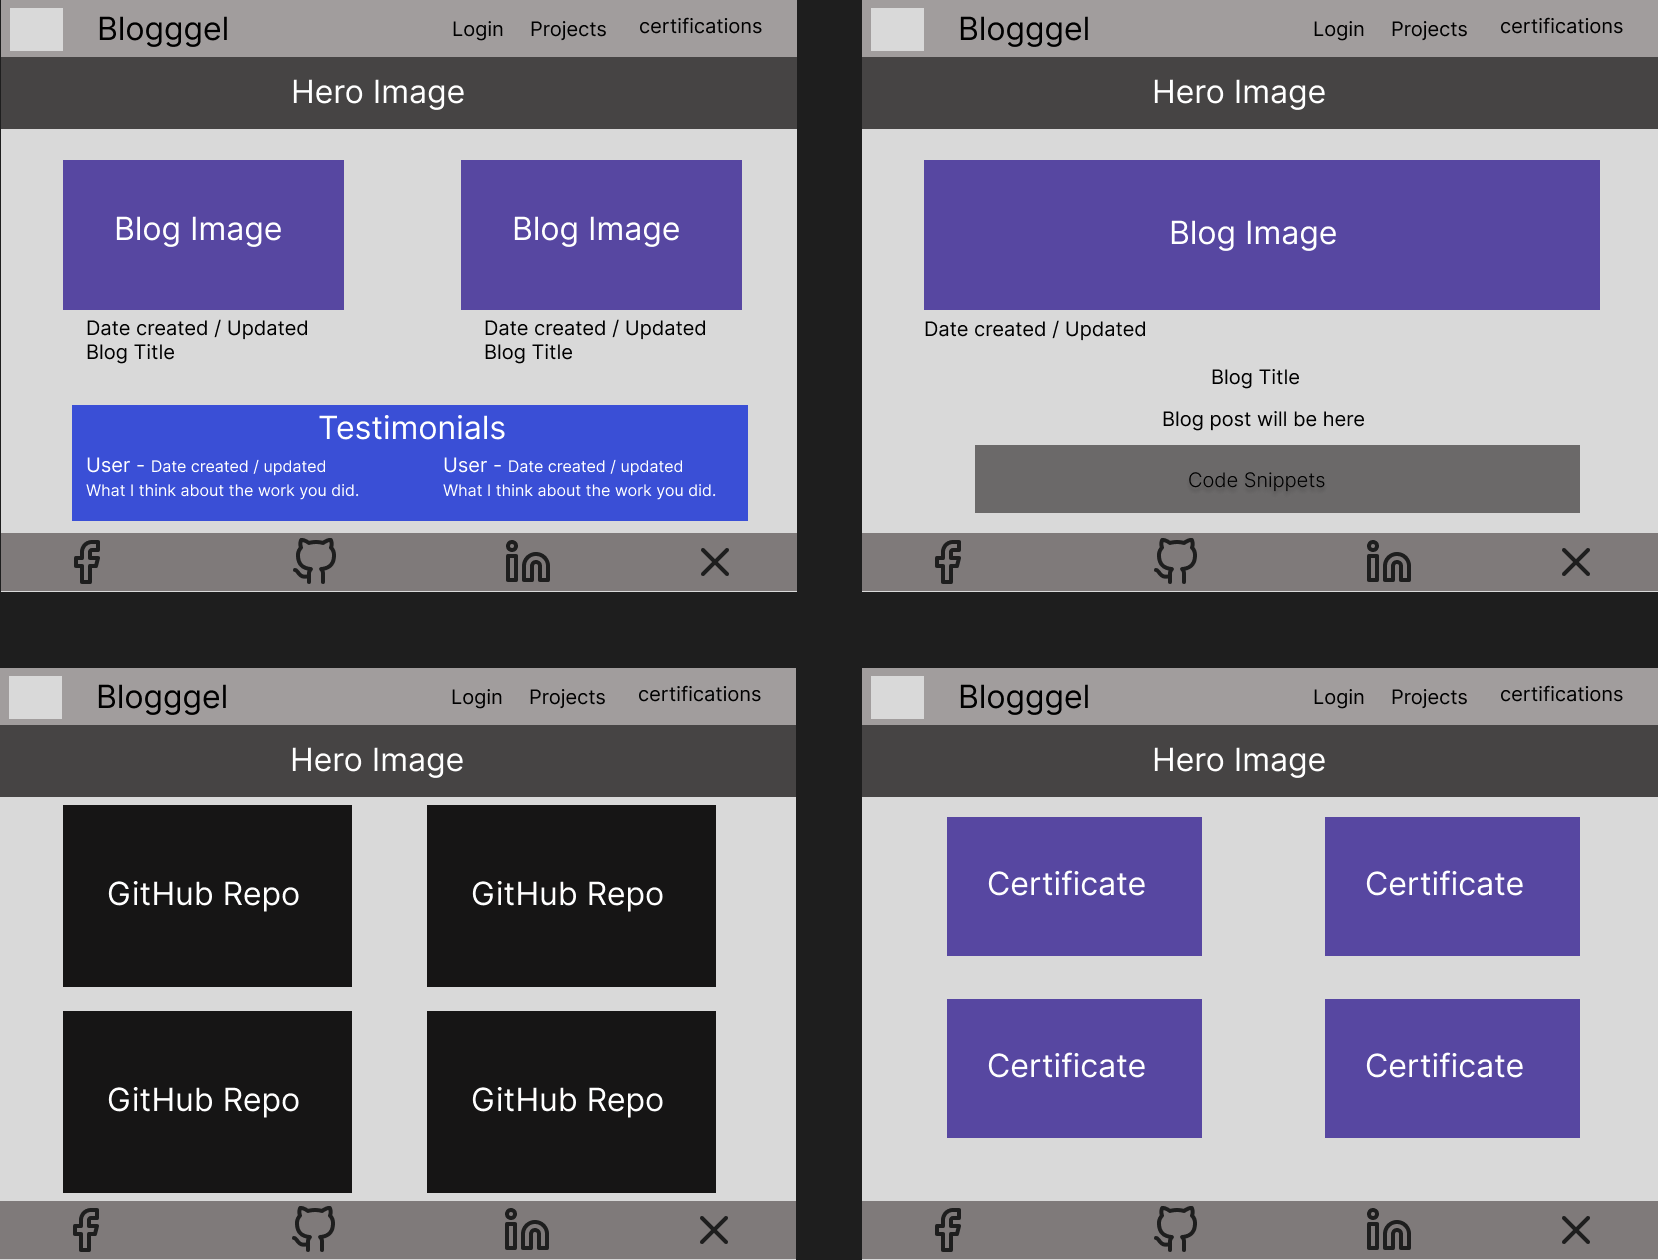 Blogggel
Login Projects certifications
Hero Image
Blog Image
Date created / Updated
Blog Title
Blog Image
Date created / Updated
Blog Title
Testimonials
User - Date created / updated
What I think about the work you did.
User - Date created / updated
What I think about the work you did.
Blogggel
Login Projects certifications
Hero Image
Blog Image
Date created / Updated
Blog Title
Blog post will be here
Code Snippets
Blogggel
Login Projects certifications
Hero Image
GitHub Repo
GitHub Repo
GitHub Repo
GitHub Repo
Blogggel
Login Projects certifications
Hero Image
Certificate
Certificate
Certificate
Certificate